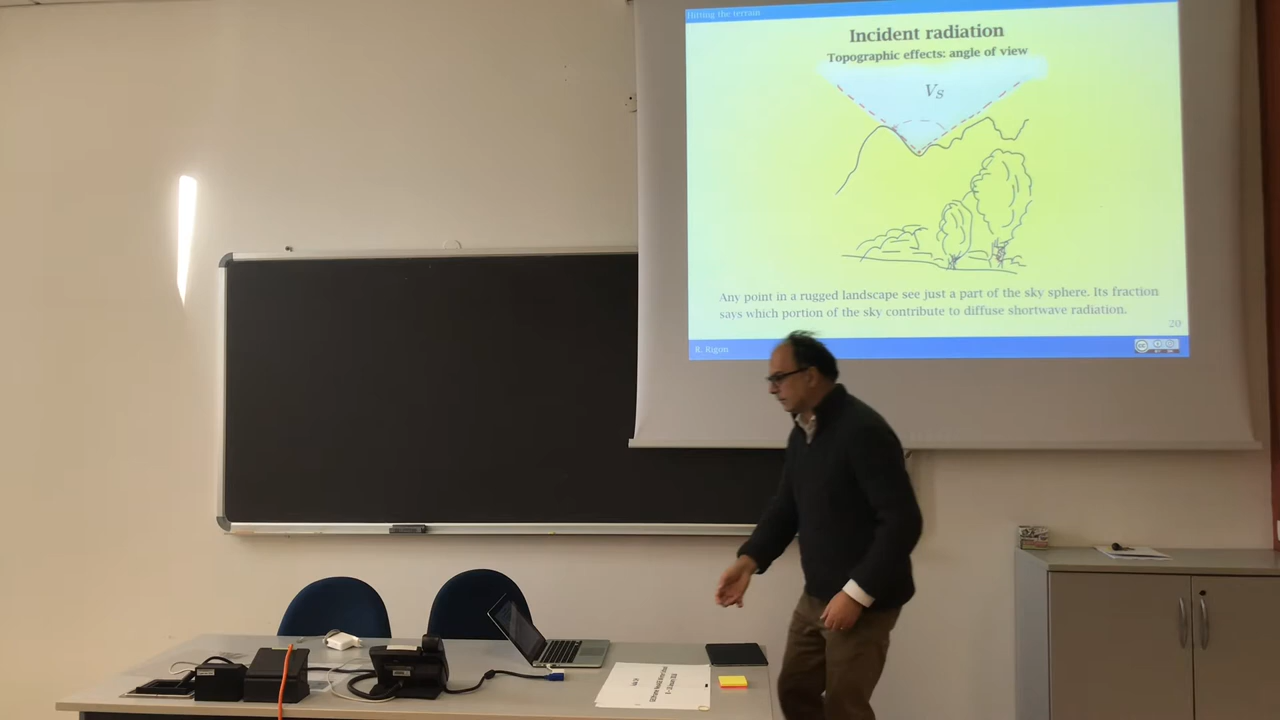 Hitting the terrain
Incident radiation
Topographic effects: angle of view
VS
Any point in a rugged landscape see just a part of the sky sphere. Its fraction
says which portion of the sky contribute to diffuse shortwave radiation.
20
R. Rigon
cc